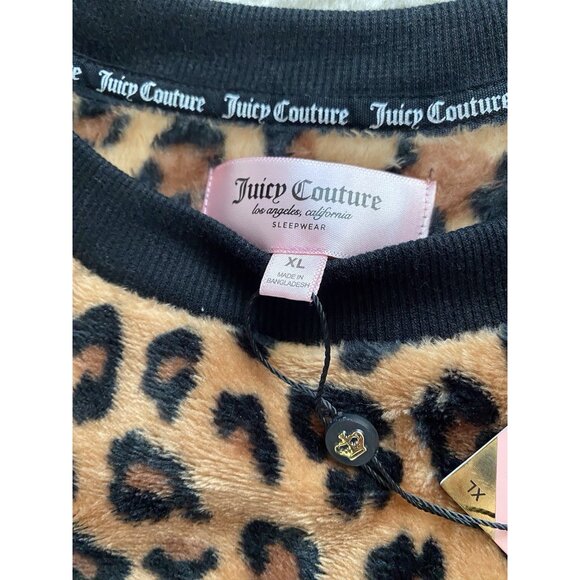 Juicy Couture Juicy Couture Juicy Couture
Juicy Couture
los angeles, california
SLEEPWEAR
XL
MADE IN
BANGLADESH
XL